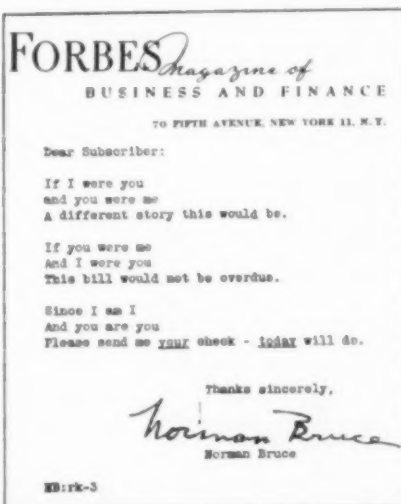 FORBES magazine of
BUSINESS AND FINANCE
70 FIFTH AVENUE, NEW YORK 11, N.Y.
Dear Subscriber:
If I were you
and you were me
A different story this would be.
If you were me
And I were you
This bill would not be overdue.
Since I am I
And you are you
Please send me your check - today will do.
Thanks sincerely,
Norman Bruce
Norman Bruce
NB:rk-3